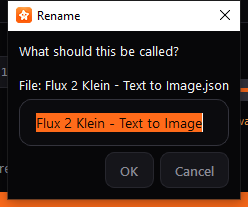 Rename
What should this be called?
File: Flux 2 Klein - Text to Image.json
Flux 2 Klein - Text to Image
OK
Cancel